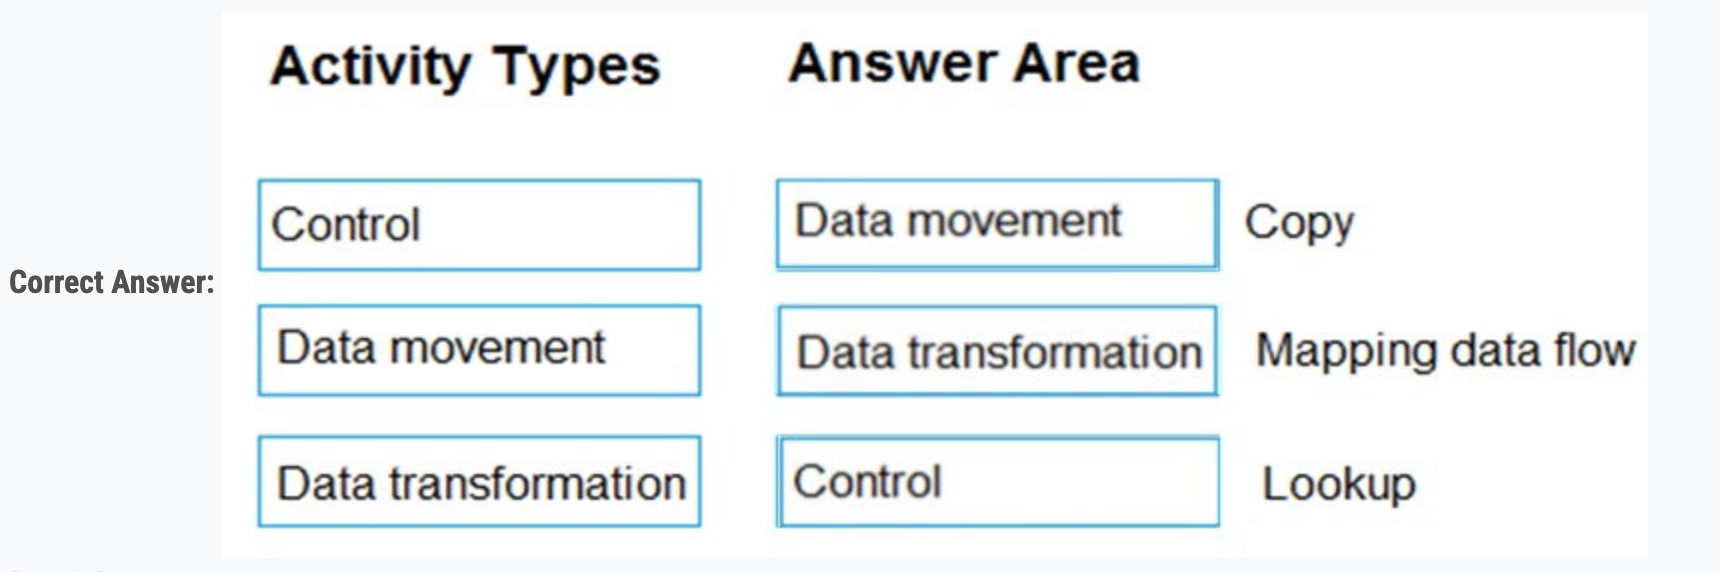 Activity Types
Answer Area
Control
Data movement
Copy
Correct Answer:
Data movement
Data transformation
Mapping data flow
Data transformation
Control
Lookup